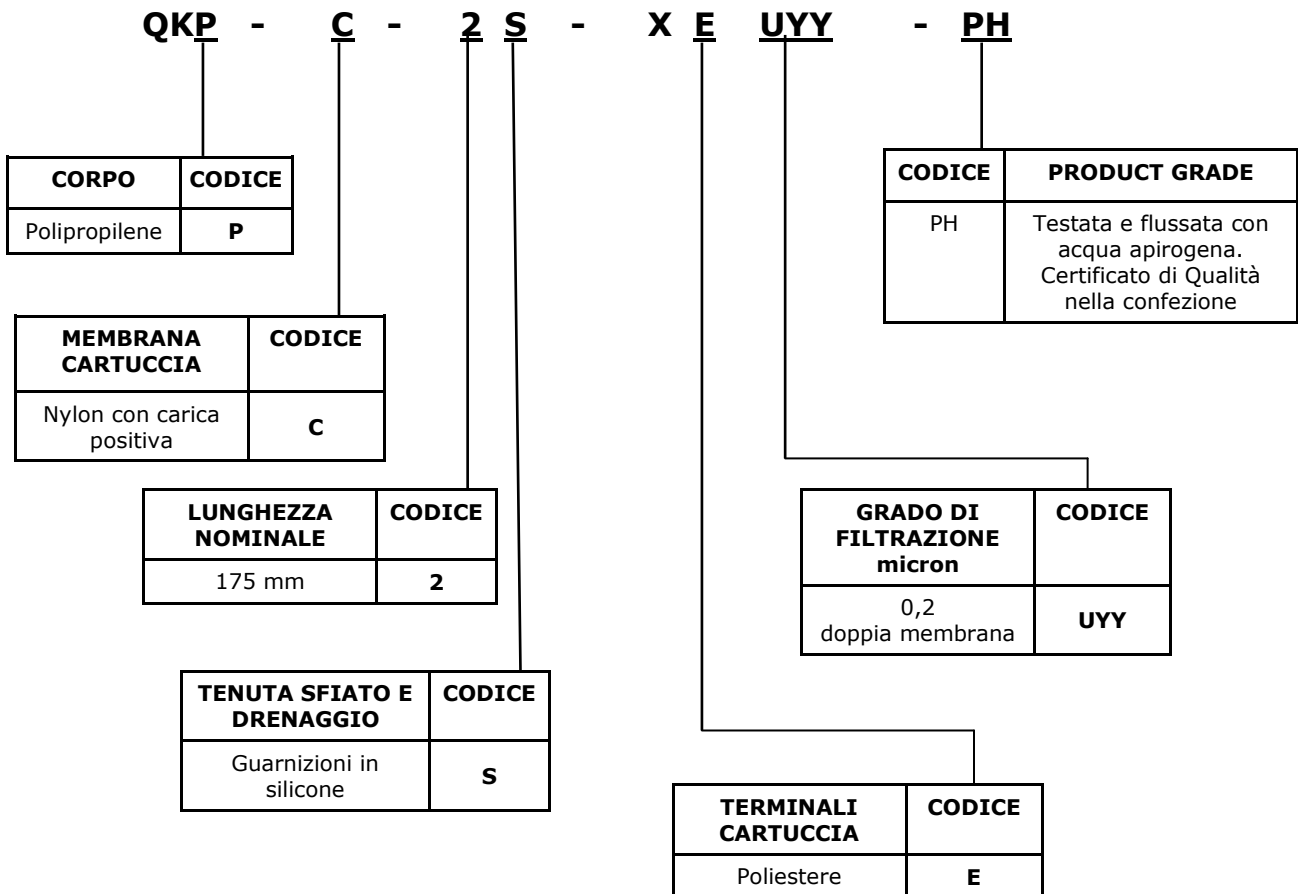 QKP - C - 2 S - X E UYY - PH
CORPO CODICE
Polipropilene P
CODICE PRODUCT GRADE
PH Testata e flussata con
acqua apirogena.
Certificato di Qualità
nella confezione
MEMBRANA CODICE
CARTUCCIA
Nylon con carica
positiva C
LUNGHEZZA CODICE
NOMINALE
175 mm 2
GRADO DI CODICE
FILTRAZIONE
micron
0,2
doppia membrana UYY
TENUTA SFIATO E CODICE
DRENAGGIO
Guarnizioni in
silicone S
TERMINALI CODICE
CARTUCCIA
Poliestere E